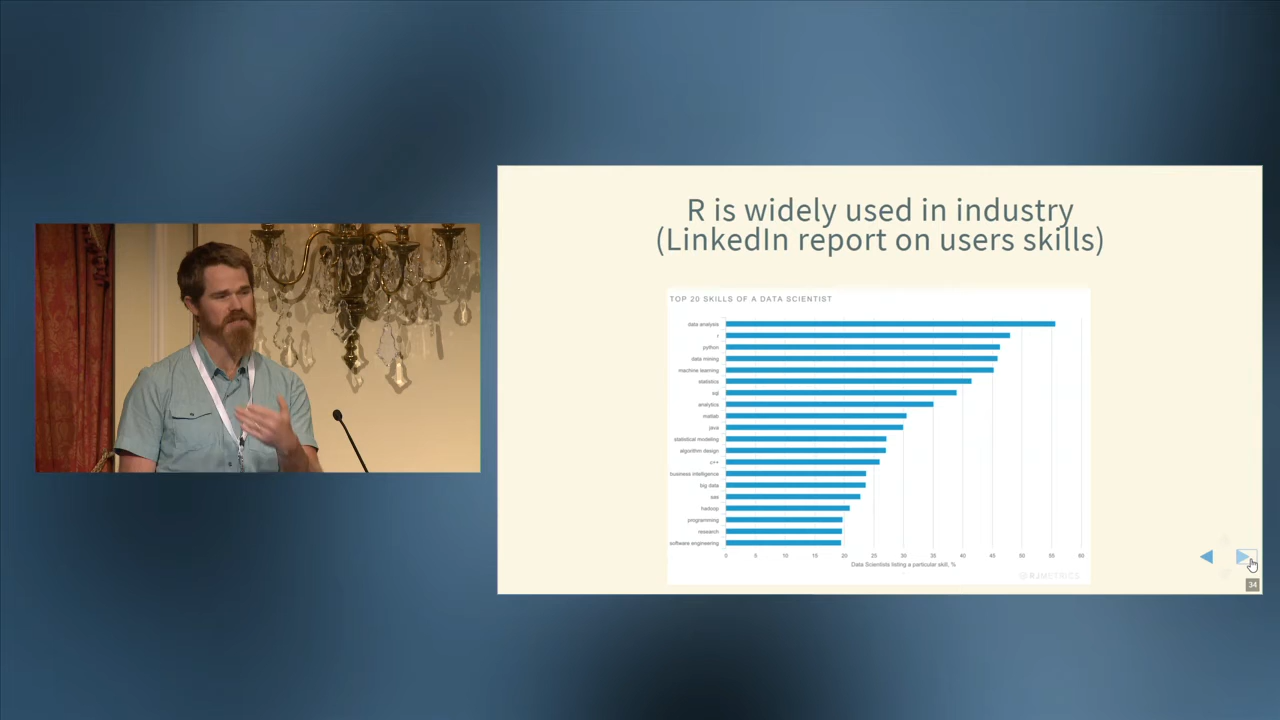 R is widely used in industry
(LinkedIn report on users skills)
TOP 20 SKILLS OF A DATA SCIENTIST
data analysis
r
python
data mining
machine learning
statistics
sql
analytics
matlab
java
statistical modeling
algorithm design
c++
business intelligence
big data
sas
hadoop
programming
research
software engineering
0 5 10 15 20 25 30 35 40 45 50 55 60
Data Scientists listing a particular skill, %
RJMETRICS
34